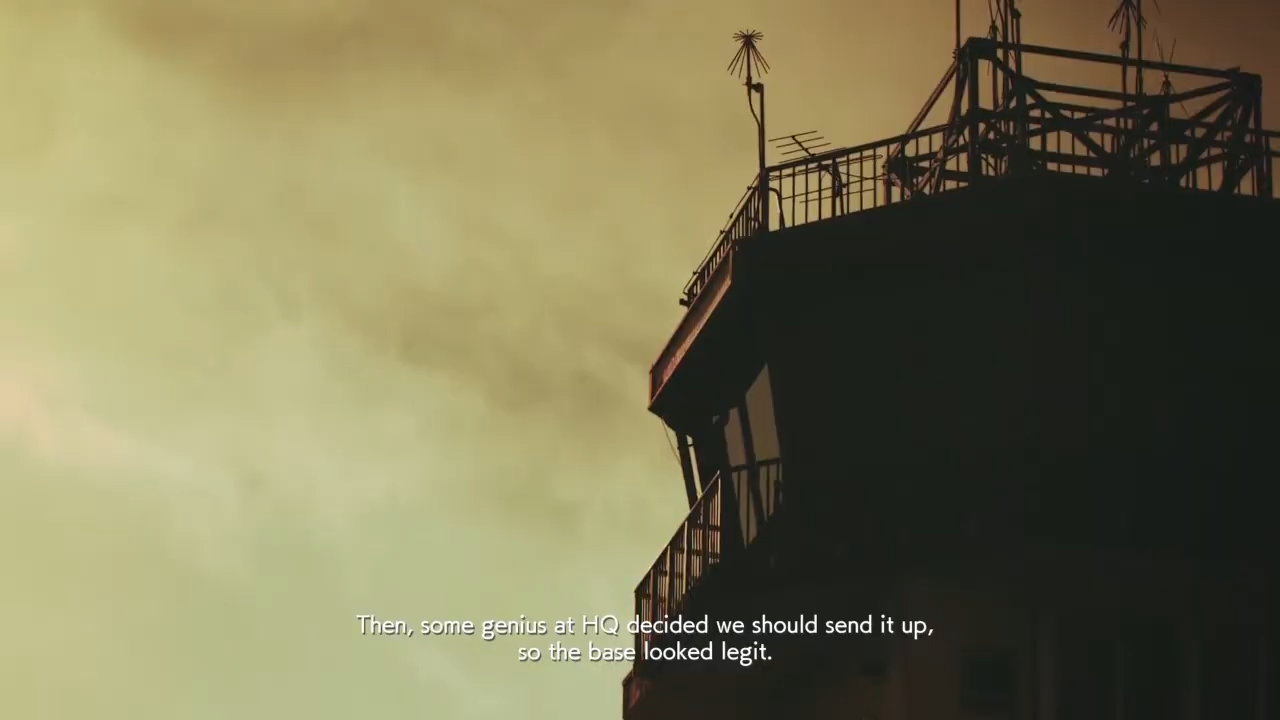 Then, some genius at HQ decided we should send it up,
so the base looked legit.